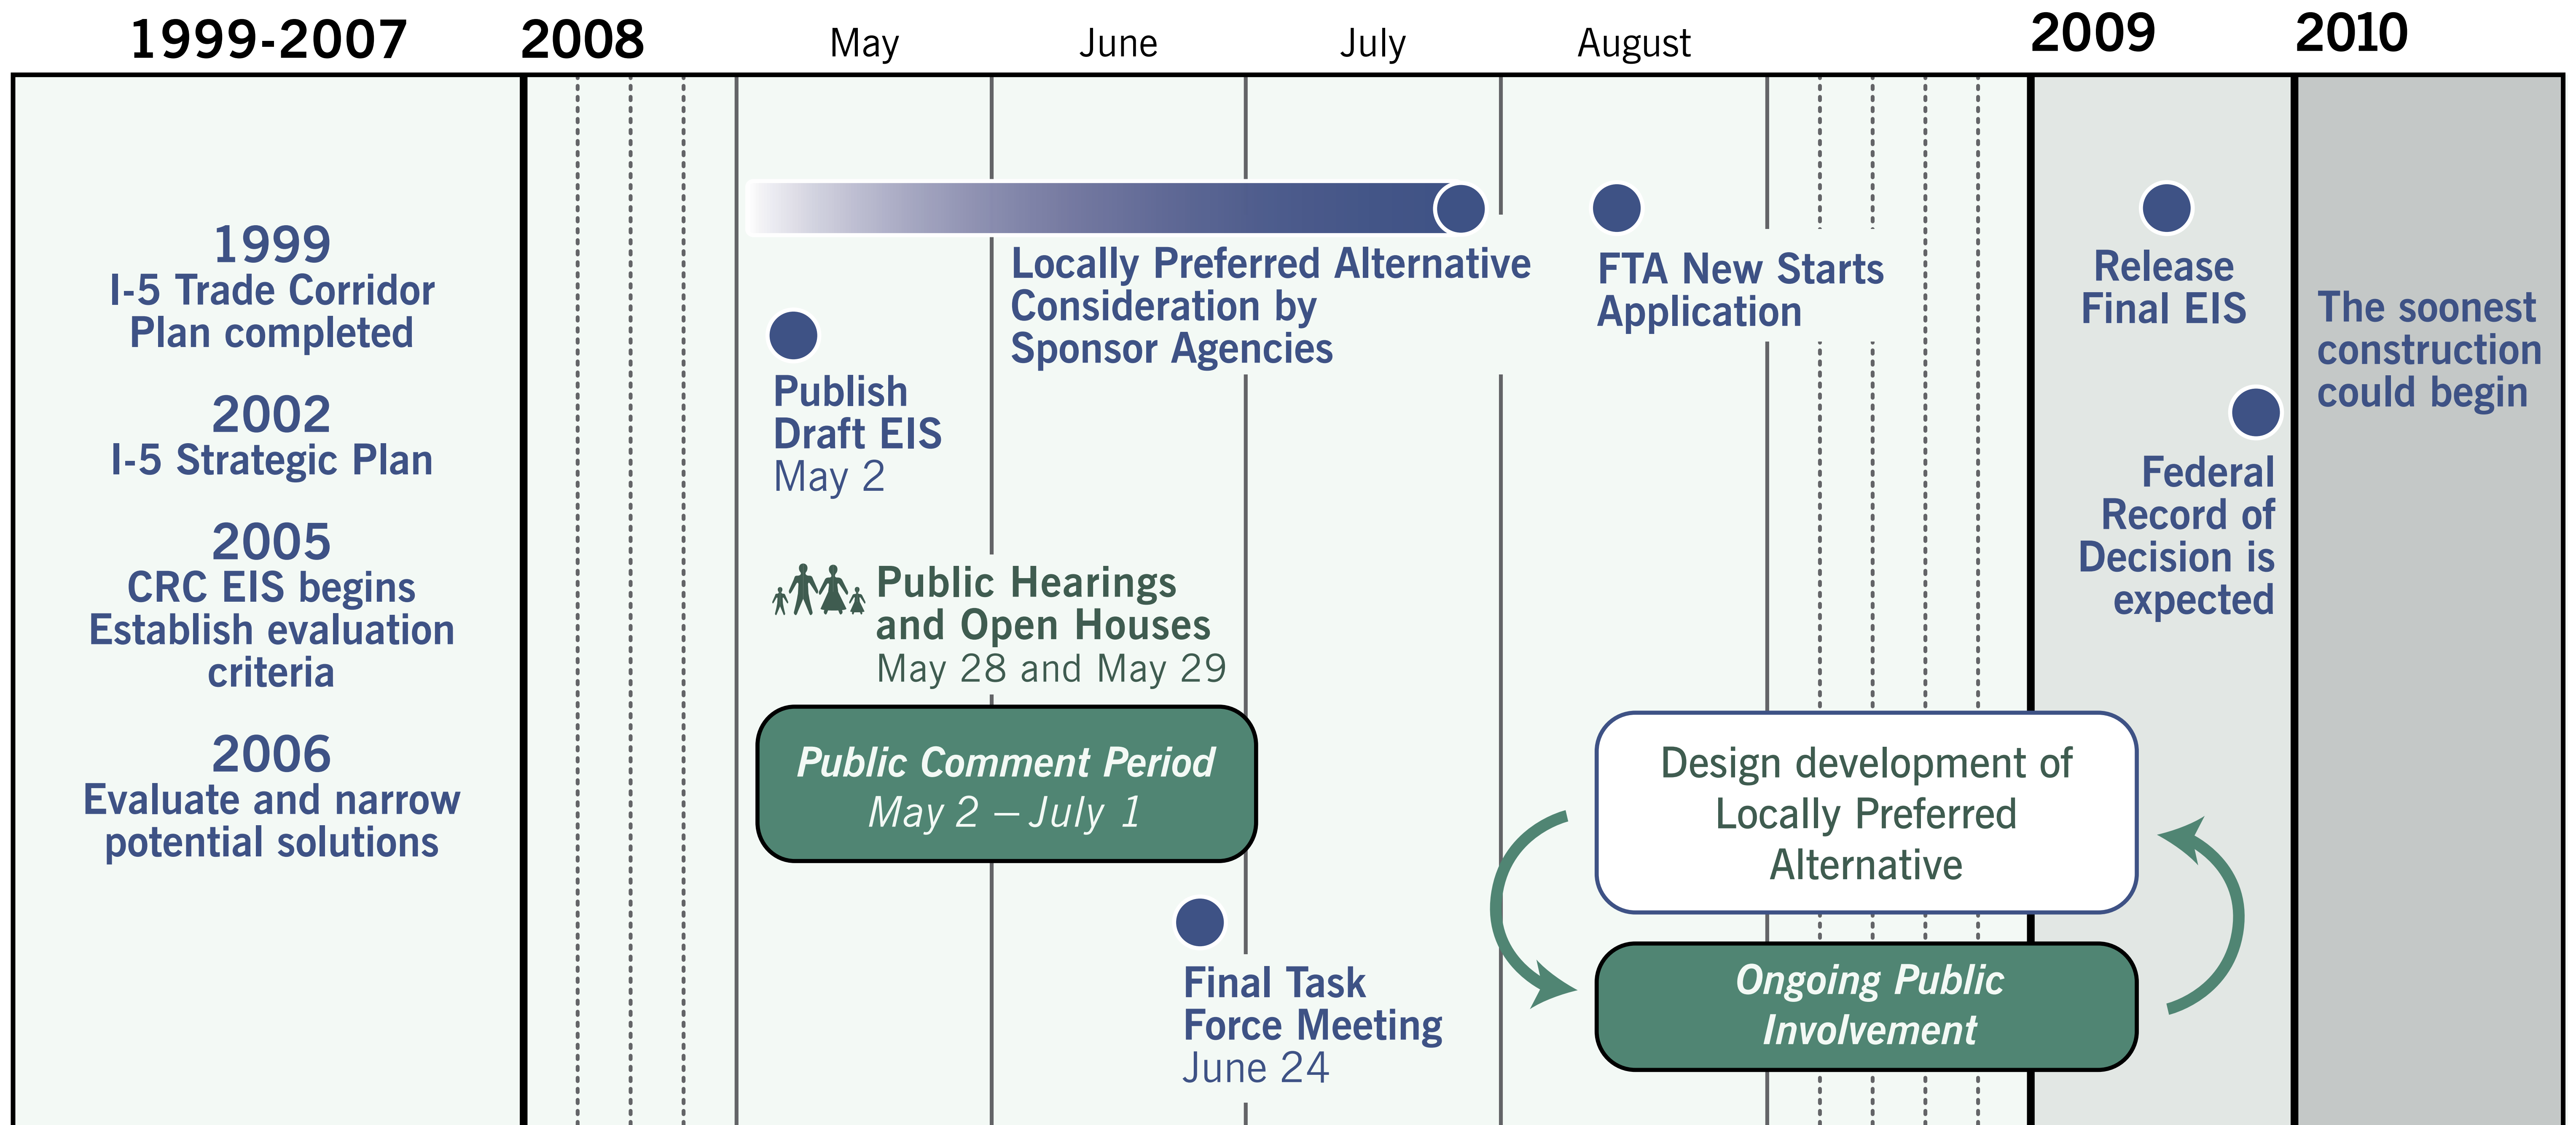 1999-2007
2008
May
June
July
August
2009
2010
1999
I-5 Trade Corridor
Plan completed
2002
I-5 Strategic Plan
2005
CRC EIS begins
Establish evaluation
criteria
2006
Evaluate and narrow
potential solutions
Locally Preferred Alternative
Consideration by
Sponsor Agencies
Publish
Draft EIS
May 2
Public Hearings
and Open Houses
May 28 and May 29
Public Comment Period
May 2 – July 1
Final Task
Force Meeting
June 24
FTA New Starts
Application
Design development of
Locally Preferred
Alternative
Ongoing Public
Involvement
Release
Final EIS
Federal
Record of
Decision is
expected
The soonest
construction
could begin